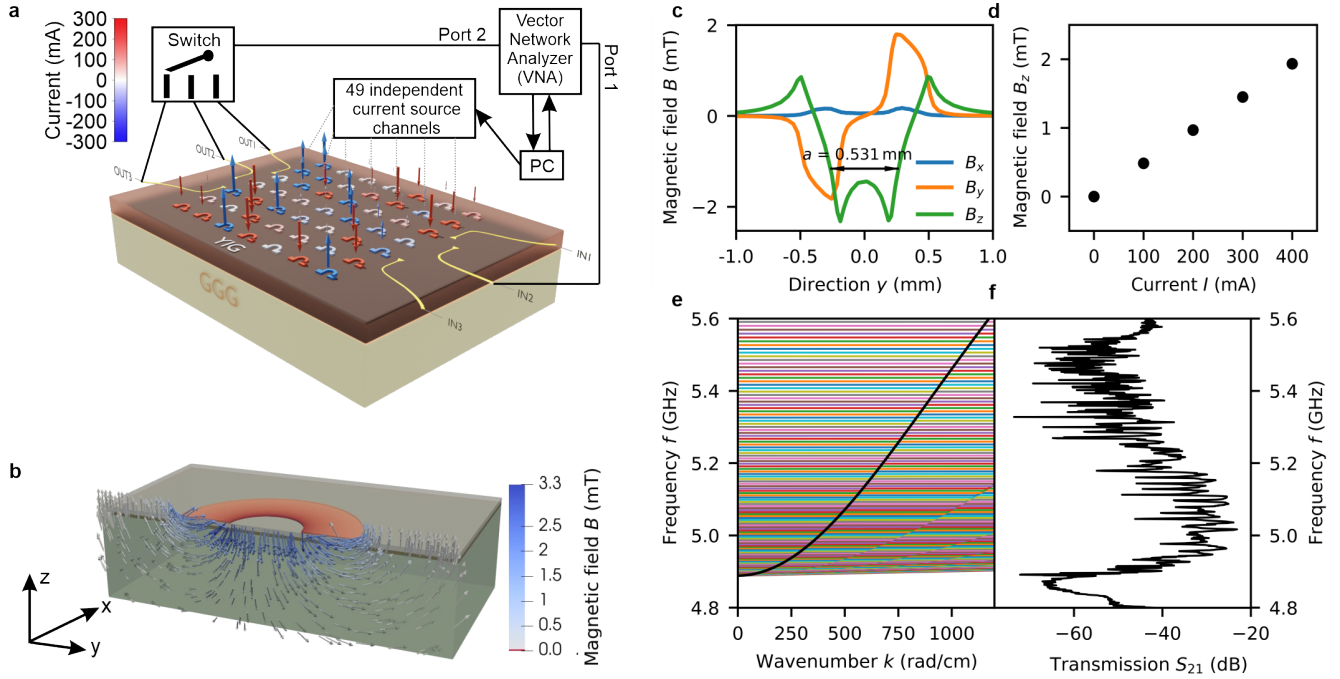 a
Current (mA)
300
200
100
0
-100
200
300
Switch
Port 2
Vector
Network
Analyzer
(VNA)
Port 1
49 independent
current source
channels
PC
OUT1
OUT2
OUT3
YIG
GGG
IN1
IN2
IN3
b
z
x
y
3.3
2.5
2
1.5
1
0.5
0.0
Magnetic field B (mT)
c
Magnetic field B (mT)
2
0
−2
a = 0.531 mm
Bx
By
Bz
-1.0
-0.5
0.0
0.5
1.0
Direction y (mm)
d
Magnetic field Bz (mT)
2
1
0
0
100
200
300
400
Current I (mA)
e
Frequency f (GHz)
5.6
5.4
5.2
5.0
4.8
0
250
500
750
1000
Wavenumber k (rad/cm)
f
5.6
5.4
5.2
5.0
4.8
Frequency f (GHz)
−60
−40
−20
Transmission S21 (dB)